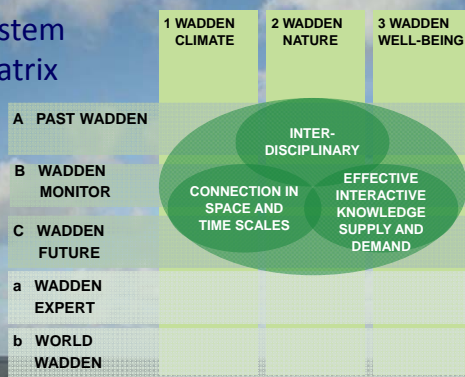 stem
atrix
1 WADDEN
CLIMATE
2 WADDEN
NATURE
3 WADDEN
WELL-BEING
A PAST WADDEN
B WADDEN
MONITOR
C WADDEN
FUTURE
a WADDEN
EXPERT
b WORLD
WADDEN
INTER-
DISCIPLINARY
CONNECTION IN
SPACE AND
TIME SCALES
EFFECTIVE
INTERACTIVE
KNOWLEDGE
SUPPLY AND
DEMAND